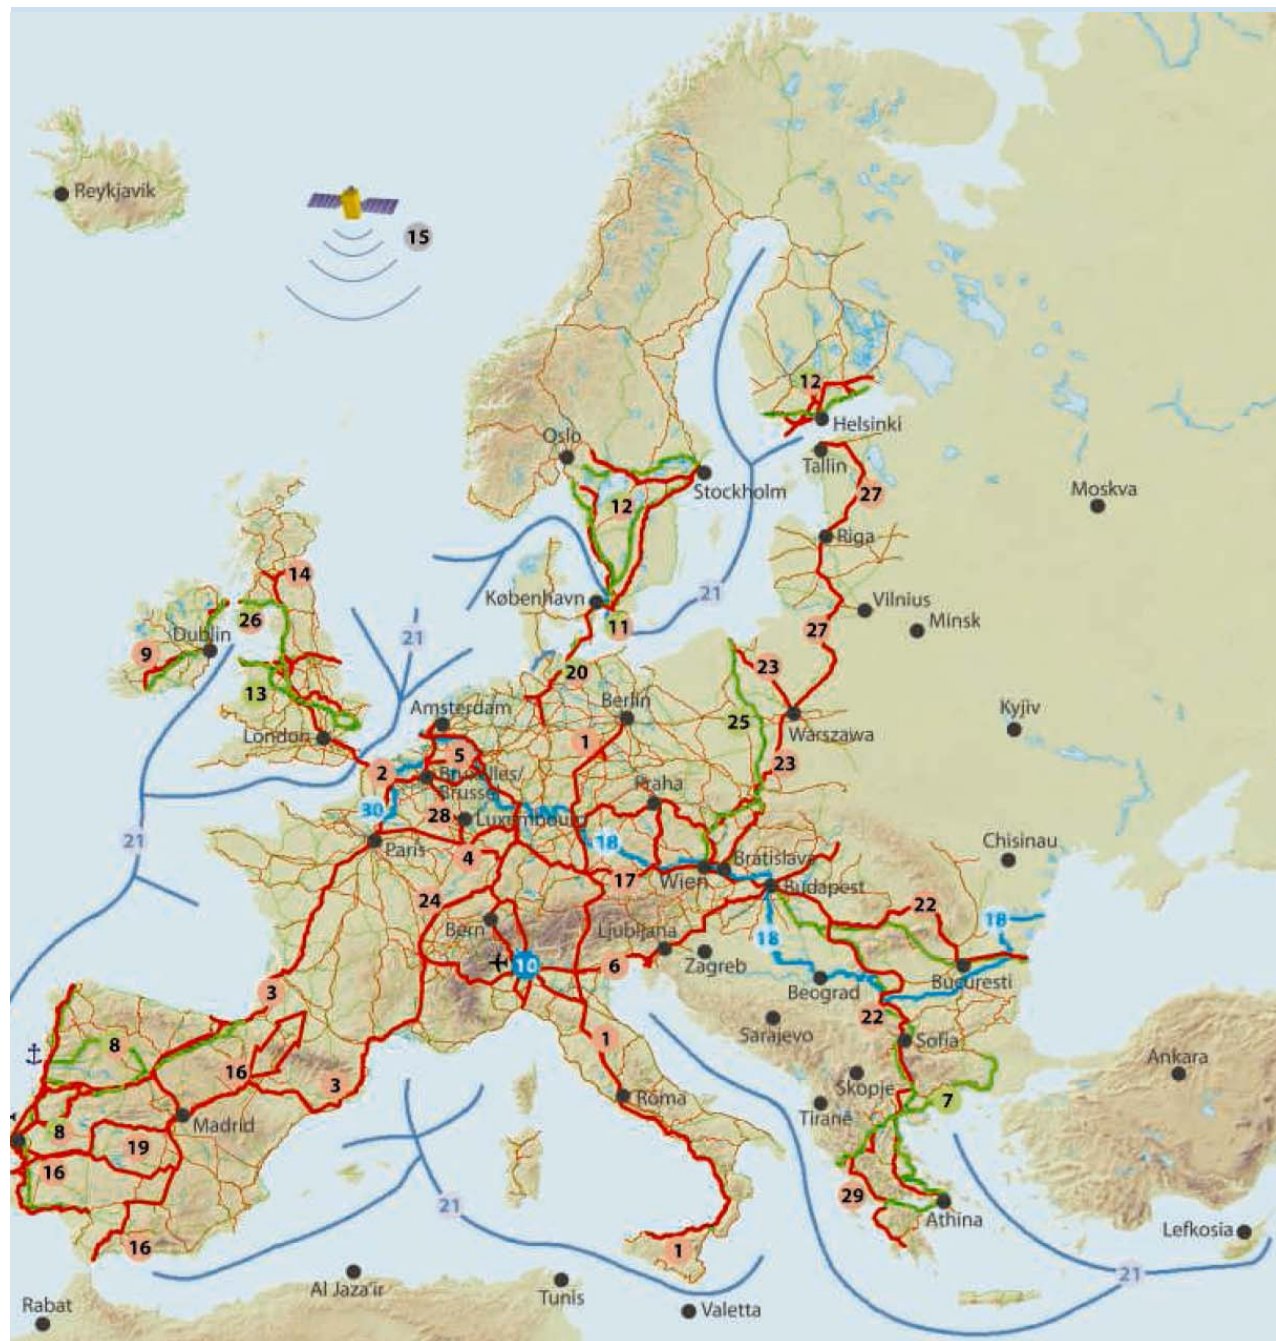 Reykjavik
15
12
Helsinki
Oslo
Tallin
Stockholm
27
Moskva
12
Riga
14
København
21
Vilnius
26
11
27
Minsk
Dublin
21
9
23
20
13
Amsterdam
Berlin
25
Kyjiv
London
1
Warszawa
5
2
Bruxelles/
Brussel
23
Praha
30
28
Luxembourg
21
18
Chisinau
Paris
4
Bratislava
17
Wien
Budapest
24
22
Bern
Ljubljana
18
18
10
6
Zagreb
Bucuresti
3
Beograd
22
1
Sarajevo
Sofia
8
Ankara
16
3
Skopje
Roma
7
Tiranë
8
Madrid
19
16
29
21
Athina
Lefkosia
16
1
21
Al Jaza'ir
Tunis
Rabat
Valetta